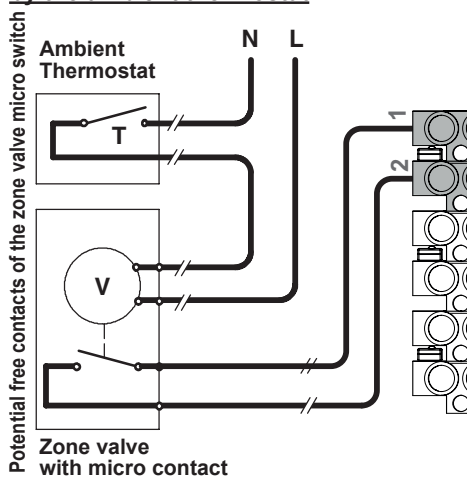 Potential free contacts of the zone valve micro switch
Ambient
Thermostat
N L
T
1
2
V
Zone valve
with micro contact